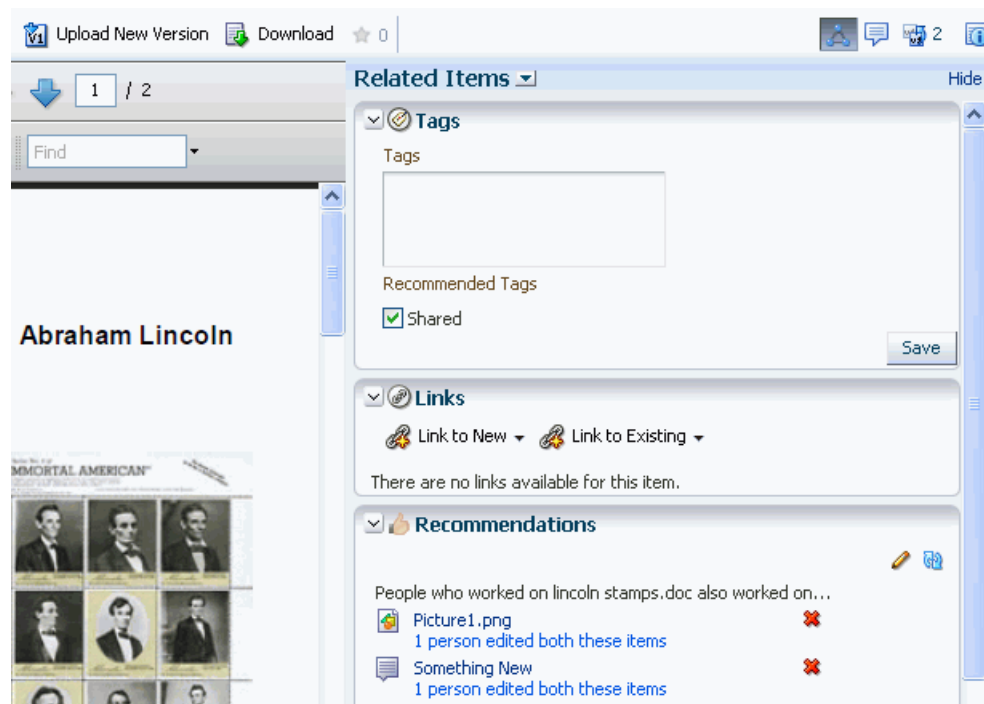 Upload New Version Download 0 2
Related Items Hide
1 / 2
Tags
Find
Tags
Recommended Tags
Shared
Abraham Lincoln
Save
Links
Link to New Link to Existing
IMMORTAL AMERICAN"
There are no links available for this item.
Recommendations
People who worked on lincoln stamps.doc also worked on...
Picture1.png
1 person edited both these items
Something New
1 person edited both these items